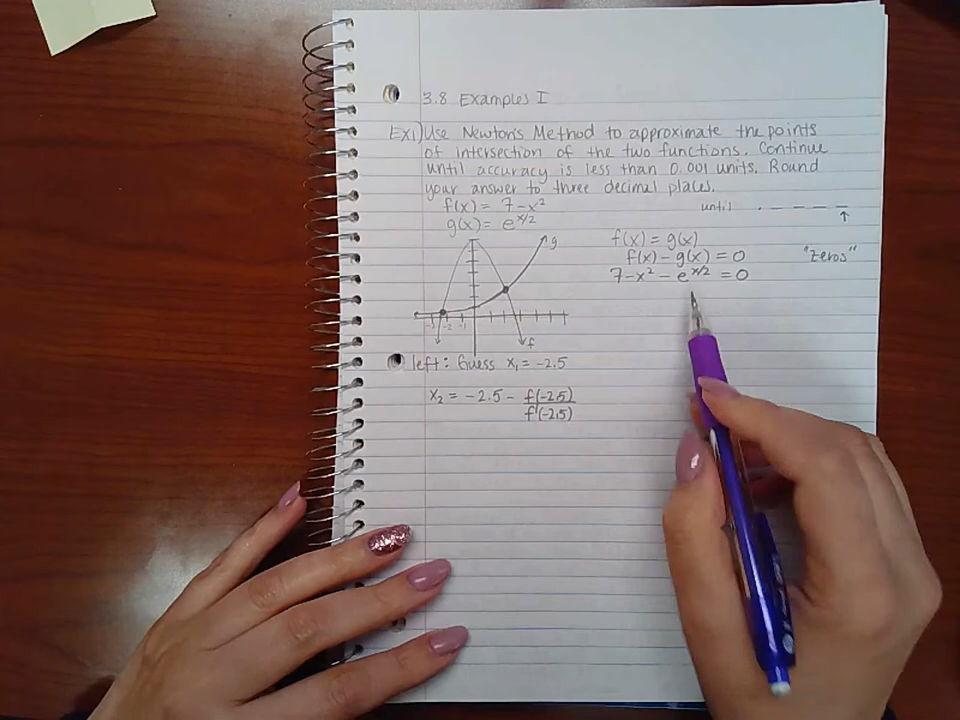 3.8 Examples I
Ex1) Use Newton's Method to approximate the points
of intersection of the two functions. Continue
until accuracy is less than 0.001 units. Round
your answer to three decimal places.
f(x) = 7-x²
until . _ _ _ _
↑
g(x) = e^(x/2)
f(x) = g(x)
f(x) - g(x) = 0
"zeros"
7-x² - e^(x/2) = 0
g
-3 -2 -1
f
left: Guess x₁ = -2.5
x₂ = -2.5 - f(-2.5)
f'(-2.5)